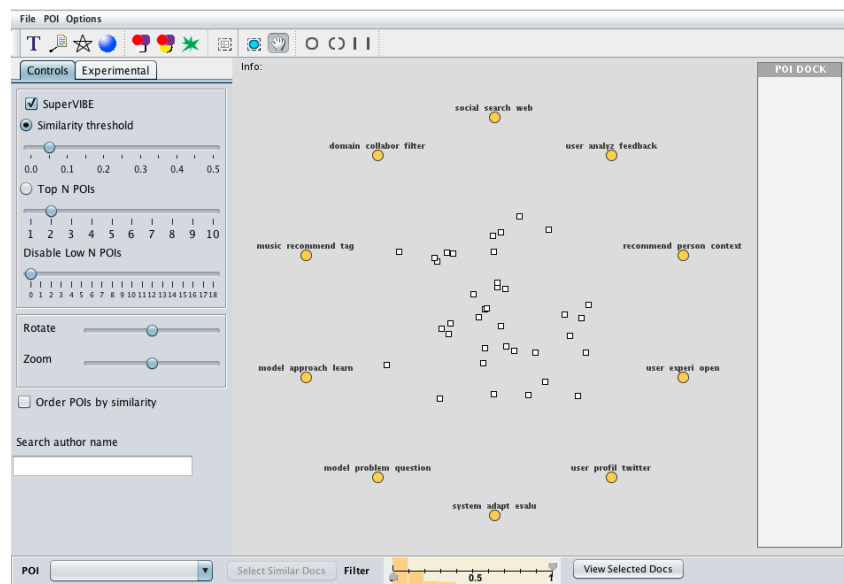 File POI Options
T
Controls Experimental
Info:
POI DOCK
SuperVIBE
Similarity threshold
0.0 0.1 0.2 0.3 0.4 0.5
Top N POIs
1 2 3 4 5 6 7 8 9 10
Disable Low N POIs
0 1 2 3 4 5 6 7 8 9 10 11 12 13 14 15 16 17 18
Rotate
Zoom
Order POIs by similarity
Search author name
social search web
domain collabor filter
user analyz feedback
music recommend tag
recommend person context
model approach learn
user experi open
model problem question
user profil twitter
system adapt evalu
POI
Select Similar Docs
Filter
0.5
1
View Selected Docs